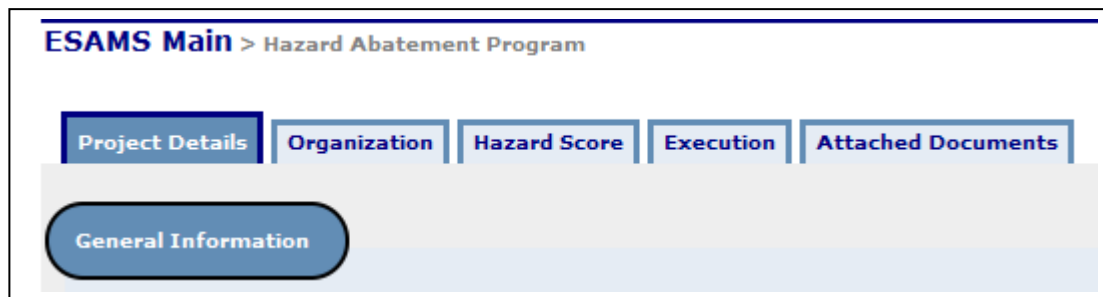 ESAMS Main > Hazard Abatement Program
Project Details Organization Hazard Score Execution Attached Documents
General Information